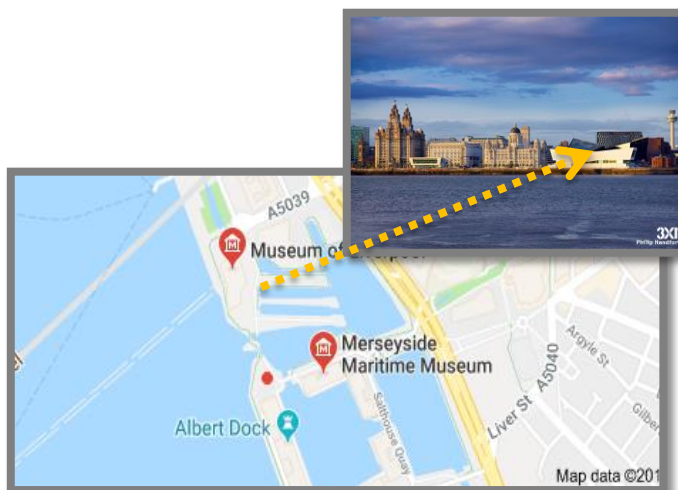 3XN
A5039
Museum of Liverpool
Merseyside
Maritime Museum
Albert Dock
Salthouse Quay
Liver St
A5040
Argyle St
Map data ©201